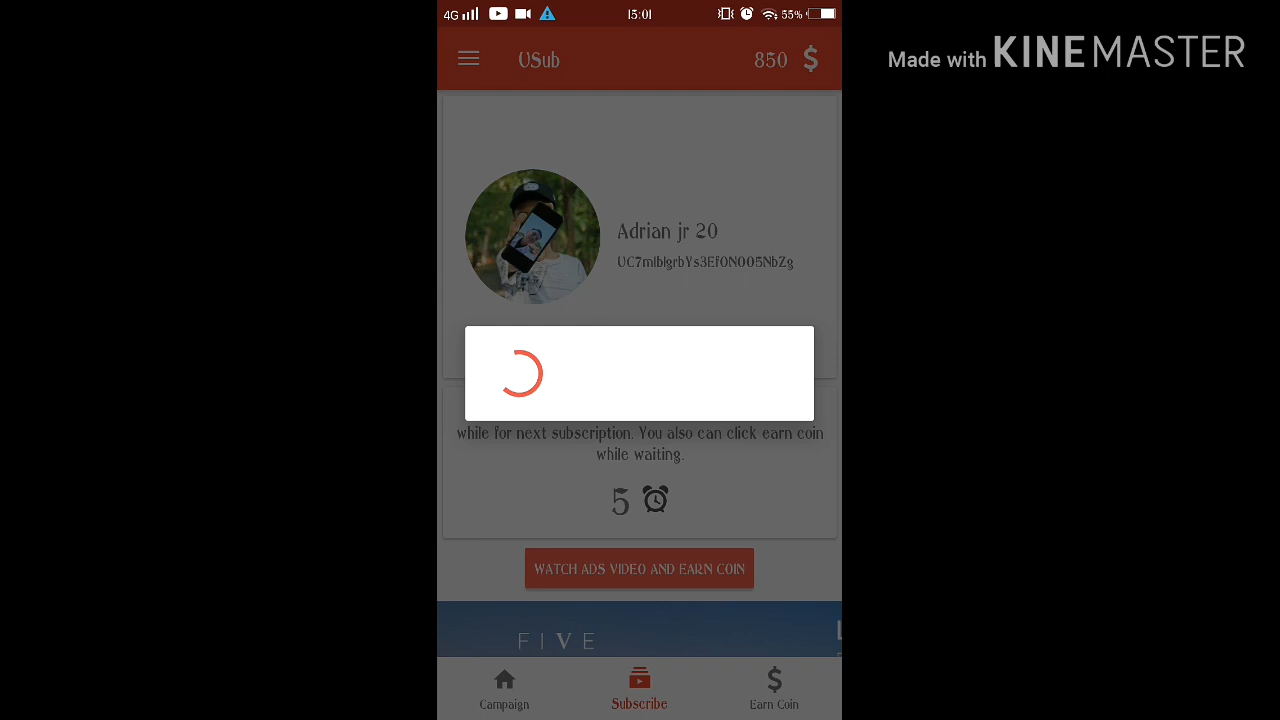 4G
15:01
55%
Made with KINEMASTER
USub
850 $
Adrian jr 20
while for next subscription. You also can click earn coin
while waiting.
5
WATCH ADS VIDEO AND EARN COIN
FIVE
Campaign
Subscribe
Earn Coin